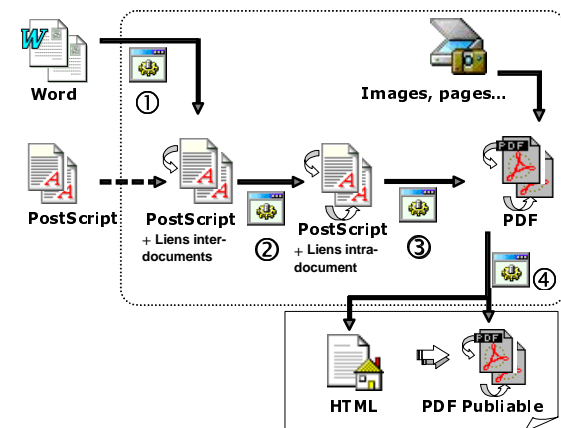 W
Word
①
Images, pages...
PostScript
PostScript
+ Liens inter-
documents
②
PostScript
+ Liens intra-
document
③
PDF
PDF
④
HTML
PDF
PDF Publiable